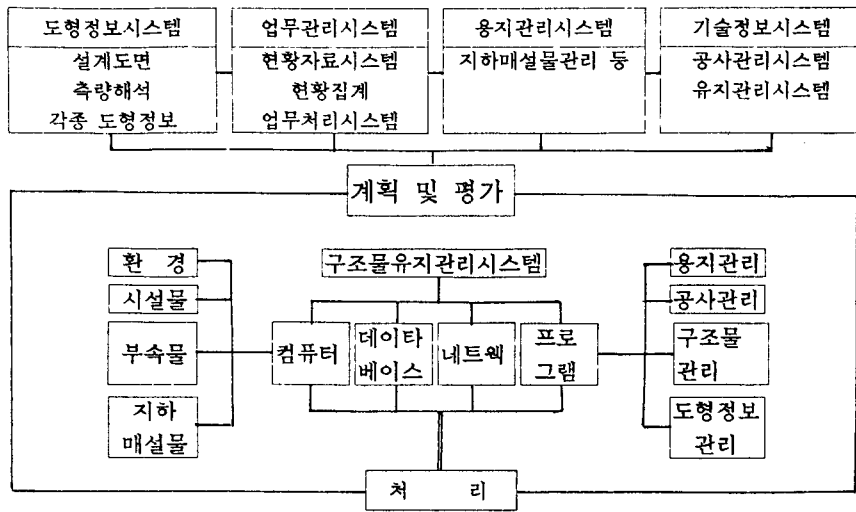 도형정보시스템
설계도면
측량해석
각종 도형정보
업무관리시스템
현황자료시스템
현황집계
업무처리시스템
용지관리시스템
지하매설물관리 등
기술정보시스템
공사관리시스템
유지관리시스템
계획 및 평가
환 경
시설물
부속물
지하
매설물
구조물유지관리시스템
컴퓨터
데이타
베이스
네트웩
프로
그램
용지관리
공사관리
구조물
관리
도형정보
관리
처 리